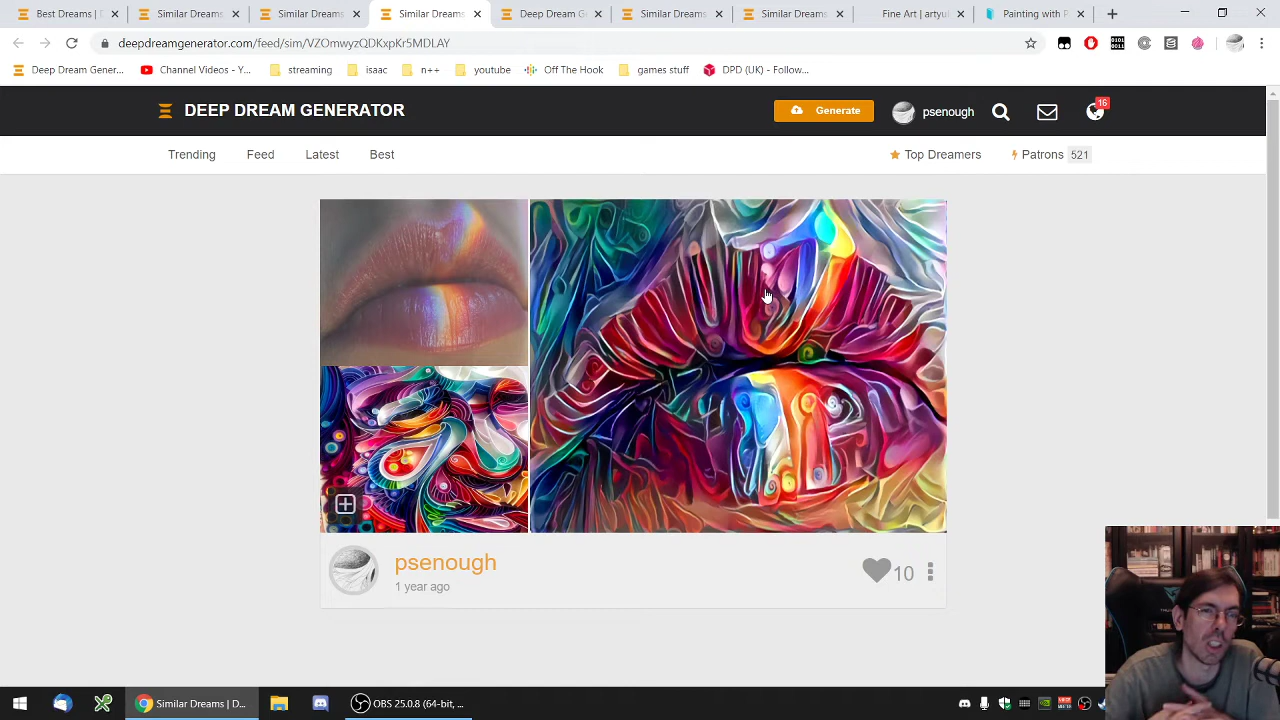 Best Dreams | D
Similar Dreams
Similar Dreams
Similar Dreams
Deep Dream G
Similar Dreams
Similar Dreams
Fine Art | eryul
Painting with P
deepdreamgenerator.com/feed/sim/VZOmwyzQDKxpKr5MDLAY
Deep Dream Gener...
Channel Videos - Y...
streaming
isaac
n++
youtube
Off The Hook
games stuff
DPD (UK) - Follow...
DEEP DREAM GENERATOR
Generate
psenough
16
Trending
Feed
Latest
Best
Top Dreamers
Patrons 521
psenough
1 year ago
10
Similar Dreams | D...
OBS 25.0.8 (64-bit, ...